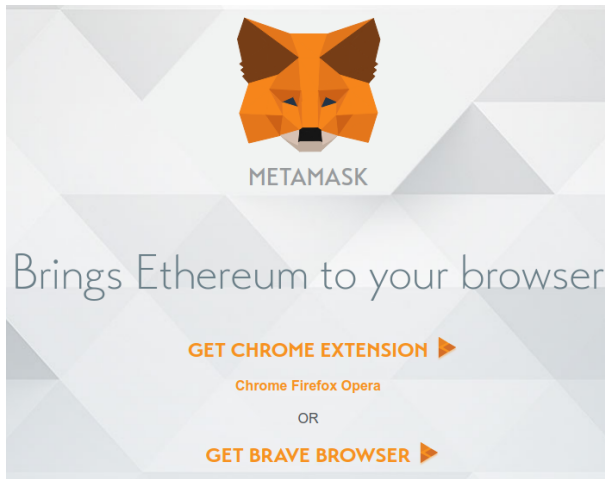 METAMASK
Brings Ethereum to your browser
GET CHROME EXTENSION
Chrome Firefox Opera
OR
GET BRAVE BROWSER